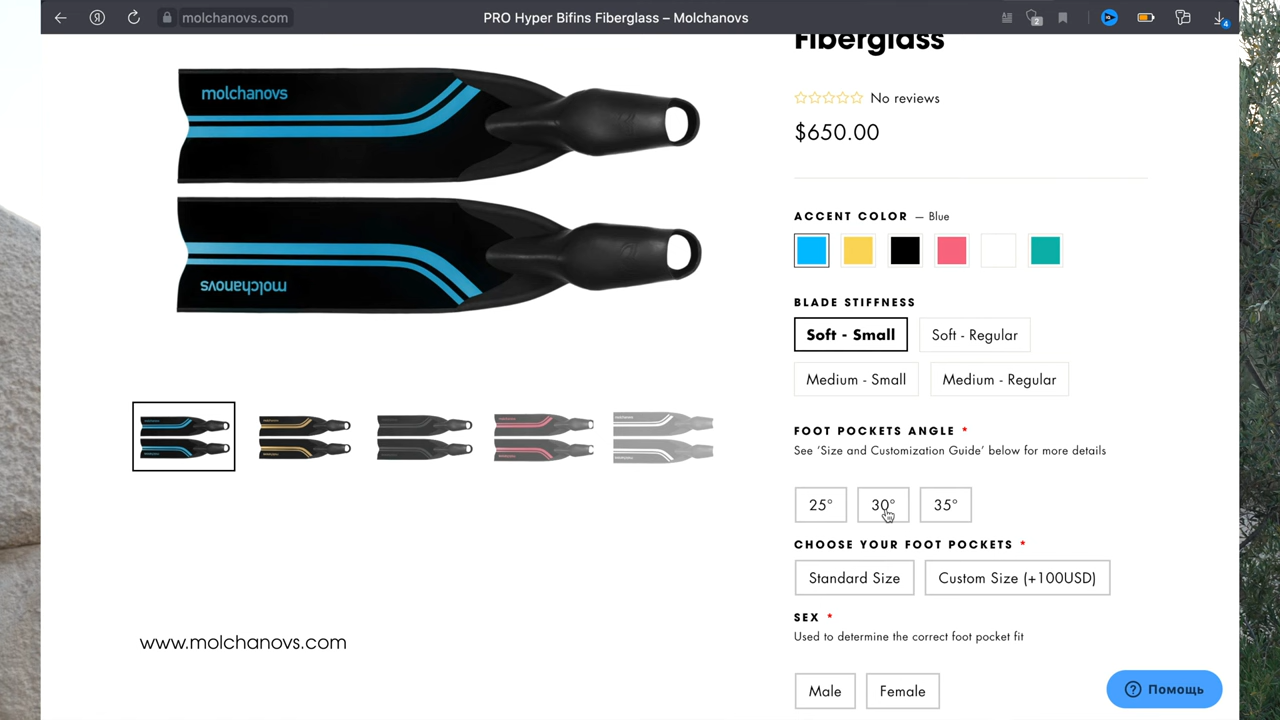 molchanovs.com
PRO Hyper Bifins Fiberglass – Molchanovs
2
4
Fiberglass
molchanovs
No reviews
$650.00
ACCENT COLOR — Blue
molchanovs
BLADE STIFFNESS
Soft - Small
Soft - Regular
Medium - Small
Medium - Regular
FOOT POCKETS ANGLE *
See ‘Size and Customization Guide’ below for more details
25°
30°
35°
CHOOSE YOUR FOOT POCKETS *
Standard Size
Custom Size (+100USD)
SEX *
Used to determine the correct foot pocket fit
www.molchanovs.com
Male
Female
Помощь